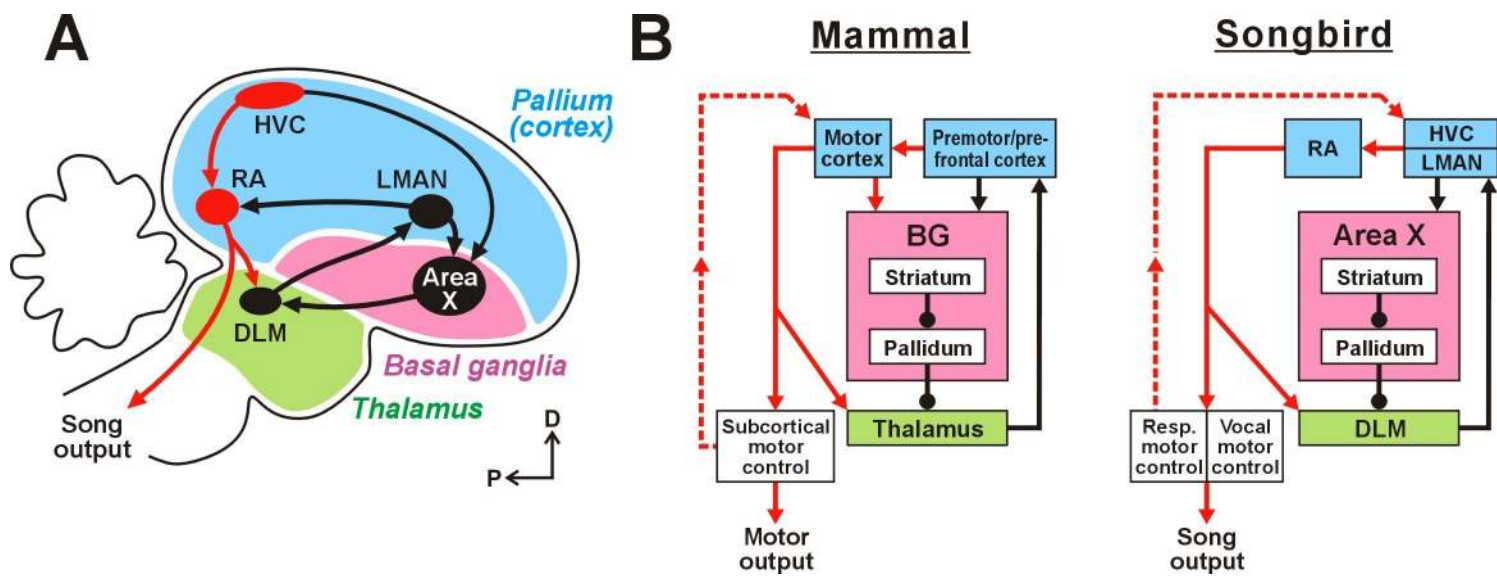 A
HVC
Pallium
(cortex)
RA
LMAN
Area
X
DLM
Basal ganglia
Thalamus
Song
output
D
P
B
Mammal
Motor
cortex
Premotor/pre-
frontal cortex
BG
Striatum
Pallidum
Subcortical
motor
control
Thalamus
Motor
output
Songbird
RA
HVC
LMAN
Area X
Striatum
Pallidum
Resp.
motor
control
Vocal
motor
control
DLM
Song
output